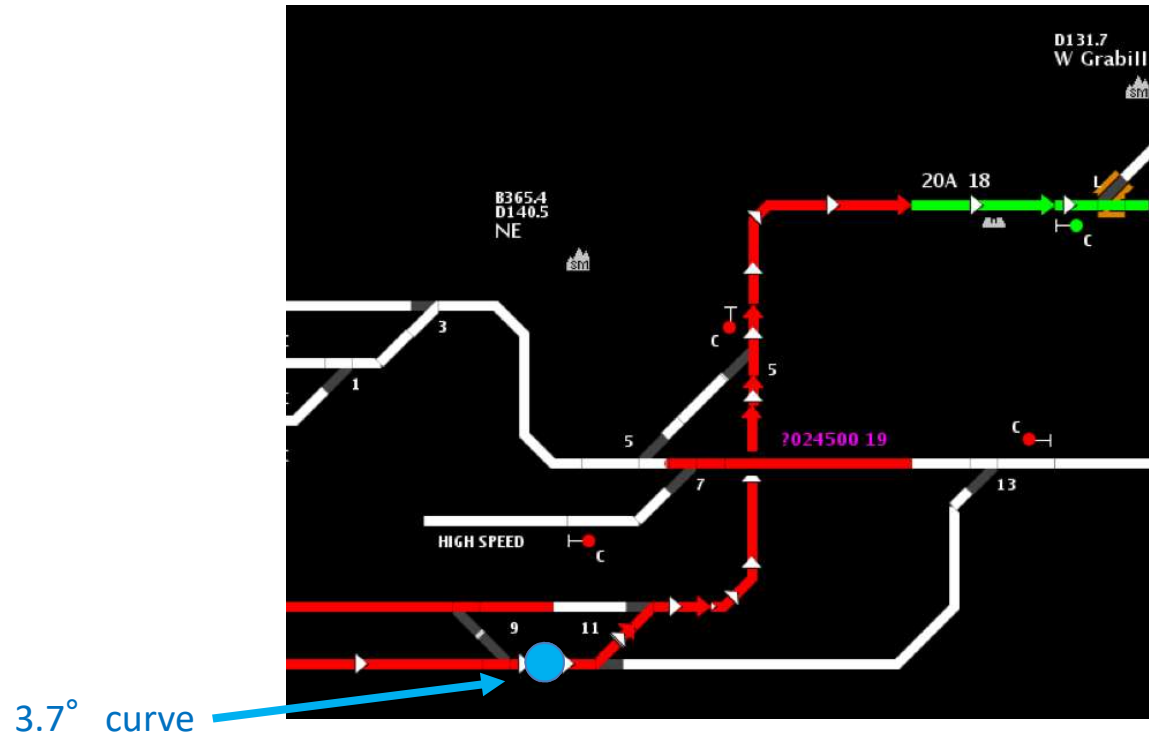 D131.7
W Grabill
SM
20A 18
L
C
B365.4
D140.5
NE
SM
3
C
5
1
?024500 19
C
5
7
13
HIGH SPEED
C
9
11
3.7° curve